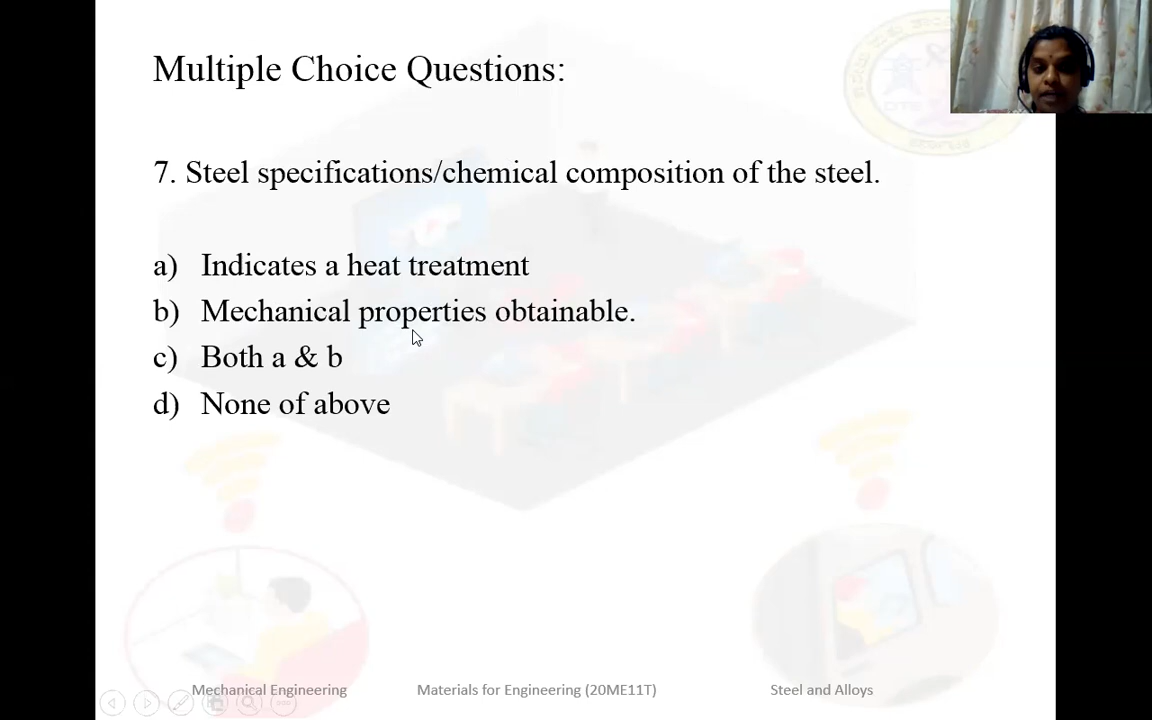 Multiple Choice Questions:
7. Steel specifications/chemical composition of the steel.
a) Indicates a heat treatment
b) Mechanical properties obtainable.
c) Both a & b
d) None of above
Mechanical Engineering Materials for Engineering (20ME11T) Steel and Alloys